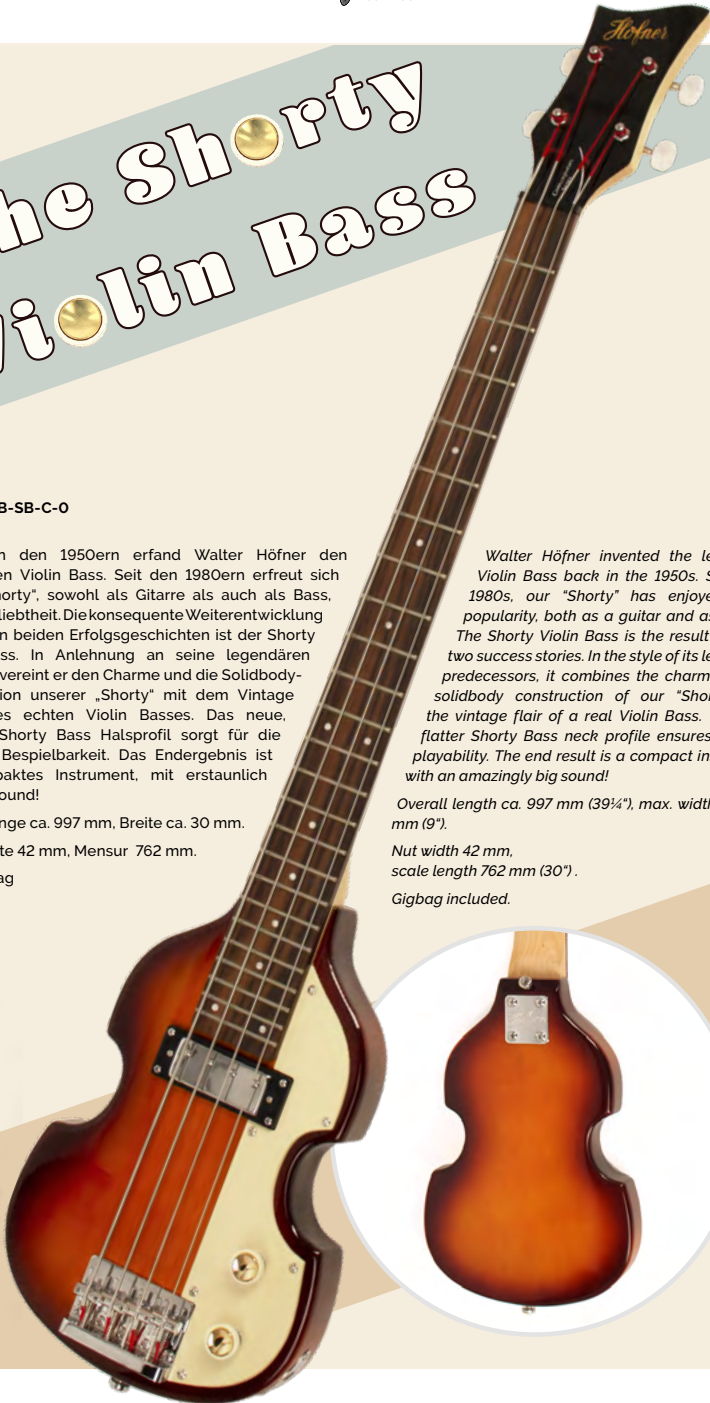 he Shorty
Violin Bass
Höfner
B-SB-C-0
n den 1950ern erfand Walter Höfner den
en Violin Bass. Seit den 1980ern erfreut sich
horty“, sowohl als Gitarre als auch als Bass,
liebtheit. Die konsequente Weiterentwicklung
n beiden Erfolgsgeschichten ist der Shorty
ss. In Anlehnung an seine legendären
vereint er den Charme und die Solidbody-
ion unserer „Shorty“ mit dem Vintage
es echten Violin Basses. Das neue,
Shorty Bass Halsprofil sorgt für die
Bespielbarkeit. Das Endergebnis ist
paktes Instrument, mit erstaunlich
ound!
nge ca. 997 mm, Breite ca. 30 mm.
te 42 mm, Mensur 762 mm.
ag
Walter Höfner invented the le
Violin Bass back in the 1950s. S
1980s, our “Shorty” has enjoye
popularity, both as a guitar and as
The Shorty Violin Bass is the result
two success stories. In the style of its le
predecessors, it combines the charm
solidbody construction of our “Shor
the vintage flair of a real Violin Bass.
flatter Shorty Bass neck profile ensures
playability. The end result is a compact in
with an amazingly big sound!
Overall length ca. 997 mm (39¼“), max. width
mm (9“).
Nut width 42 mm,
scale length 762 mm (30“) .
Gigbag included.